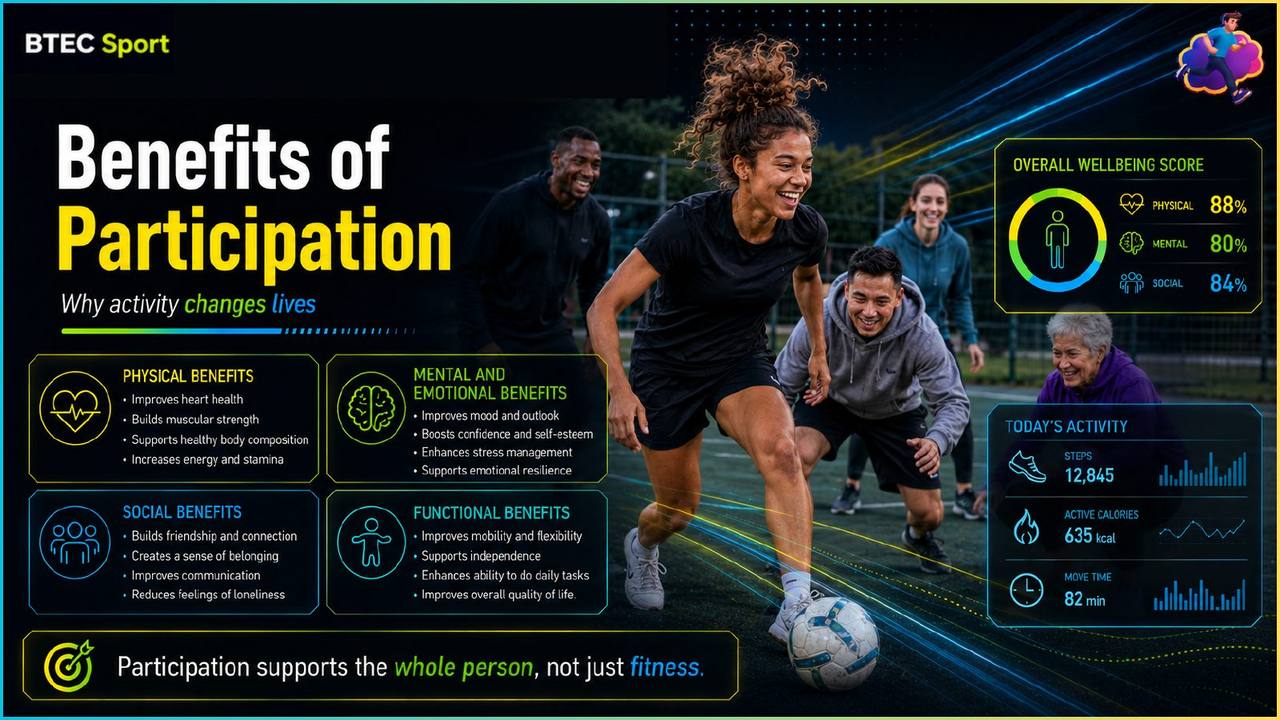 BTEC Sport
Benefits of
Participation
Why activity changes lives
PHYSICAL BENEFITS
• Improves heart health
• Builds muscular strength
• Supports healthy body composition
• Increases energy and stamina
MENTAL AND
EMOTIONAL BENEFITS
• Improves mood and outlook
• Boosts confidence and self-esteem
• Enhances stress management
• Supports emotional resilience
SOCIAL BENEFITS
• Builds friendship and connection
• Creates a sense of belonging
• Improves communication
• Reduces feelings of loneliness
FUNCTIONAL BENEFITS
• Improves mobility and flexibility
• Supports independence
• Enhances ability to do daily tasks
• Improves overall quality of life.
Participation supports the whole person, not just fitness.
OVERALL WELLBEING SCORE
PHYSICAL 88%
MENTAL 80%
SOCIAL 84%
TODAY'S ACTIVITY
STEPS
12,845
ACTIVE CALORIES
635 kcal
MOVE TIME
82 min